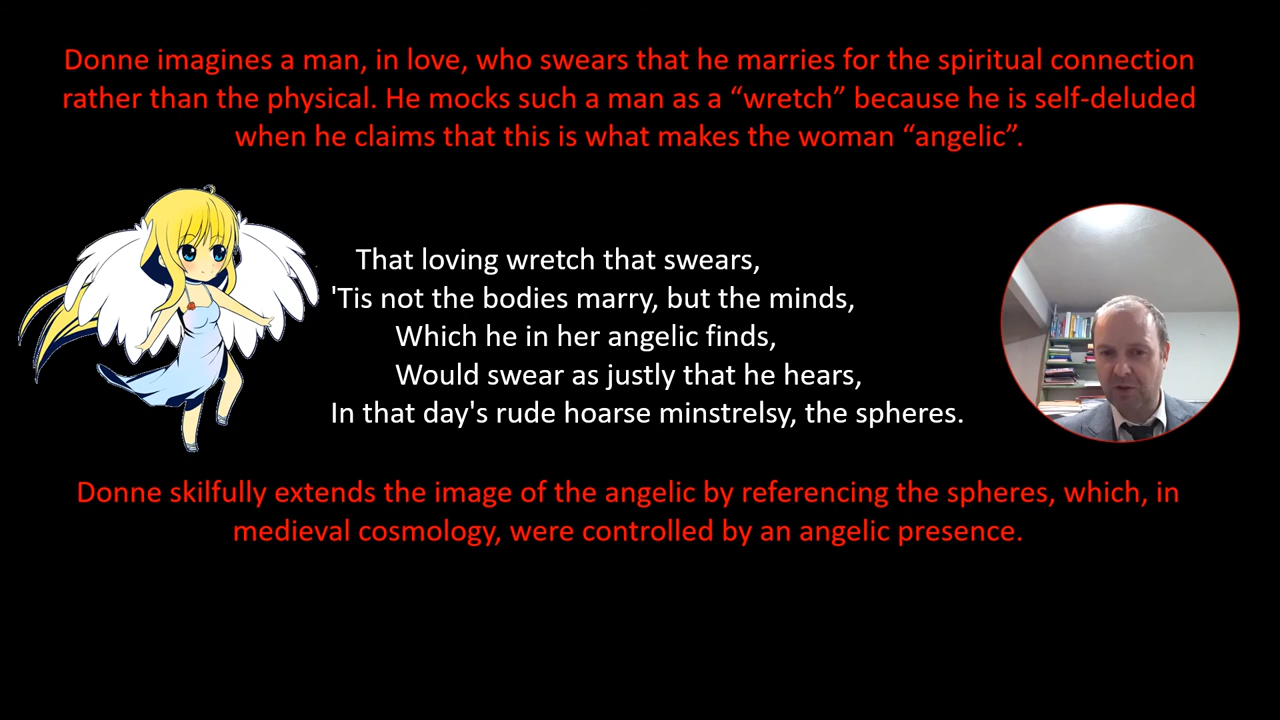 Donne imagines a man, in love, who swears that he marries for the spiritual connection
rather than the physical. He mocks such a man as a “wretch” because he is self-deluded
when he claims that this is what makes the woman “angelic”.
That loving wretch that swears,
'Tis not the bodies marry, but the minds,
Which he in her angelic finds,
Would swear as justly that he hears,
In that day's rude hoarse minstrelsy, the spheres.
Donne skilfully extends the image of the angelic by referencing the spheres, which, in
medieval cosmology, were controlled by an angelic presence.